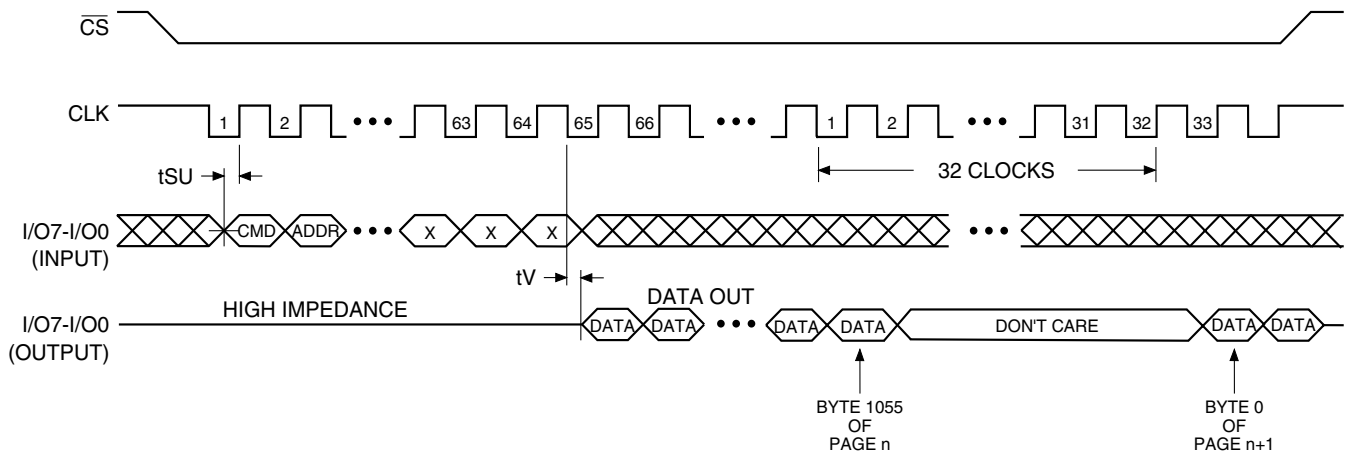 CS
CLK
1 2 ••• 63 64 65 66 ••• 1 2 ••• 31 32 33
32 CLOCKS
tSU
I/O7-I/O0
(INPUT)
CMD ADDR ••• X X X •••
tV
HIGH IMPEDANCE
DATA OUT
I/O7-I/O0
(OUTPUT)
DATA DATA ••• DATA DATA DON'T CARE DATA DATA
BYTE 1055
OF
PAGE n
BYTE 0
OF
PAGE n+1